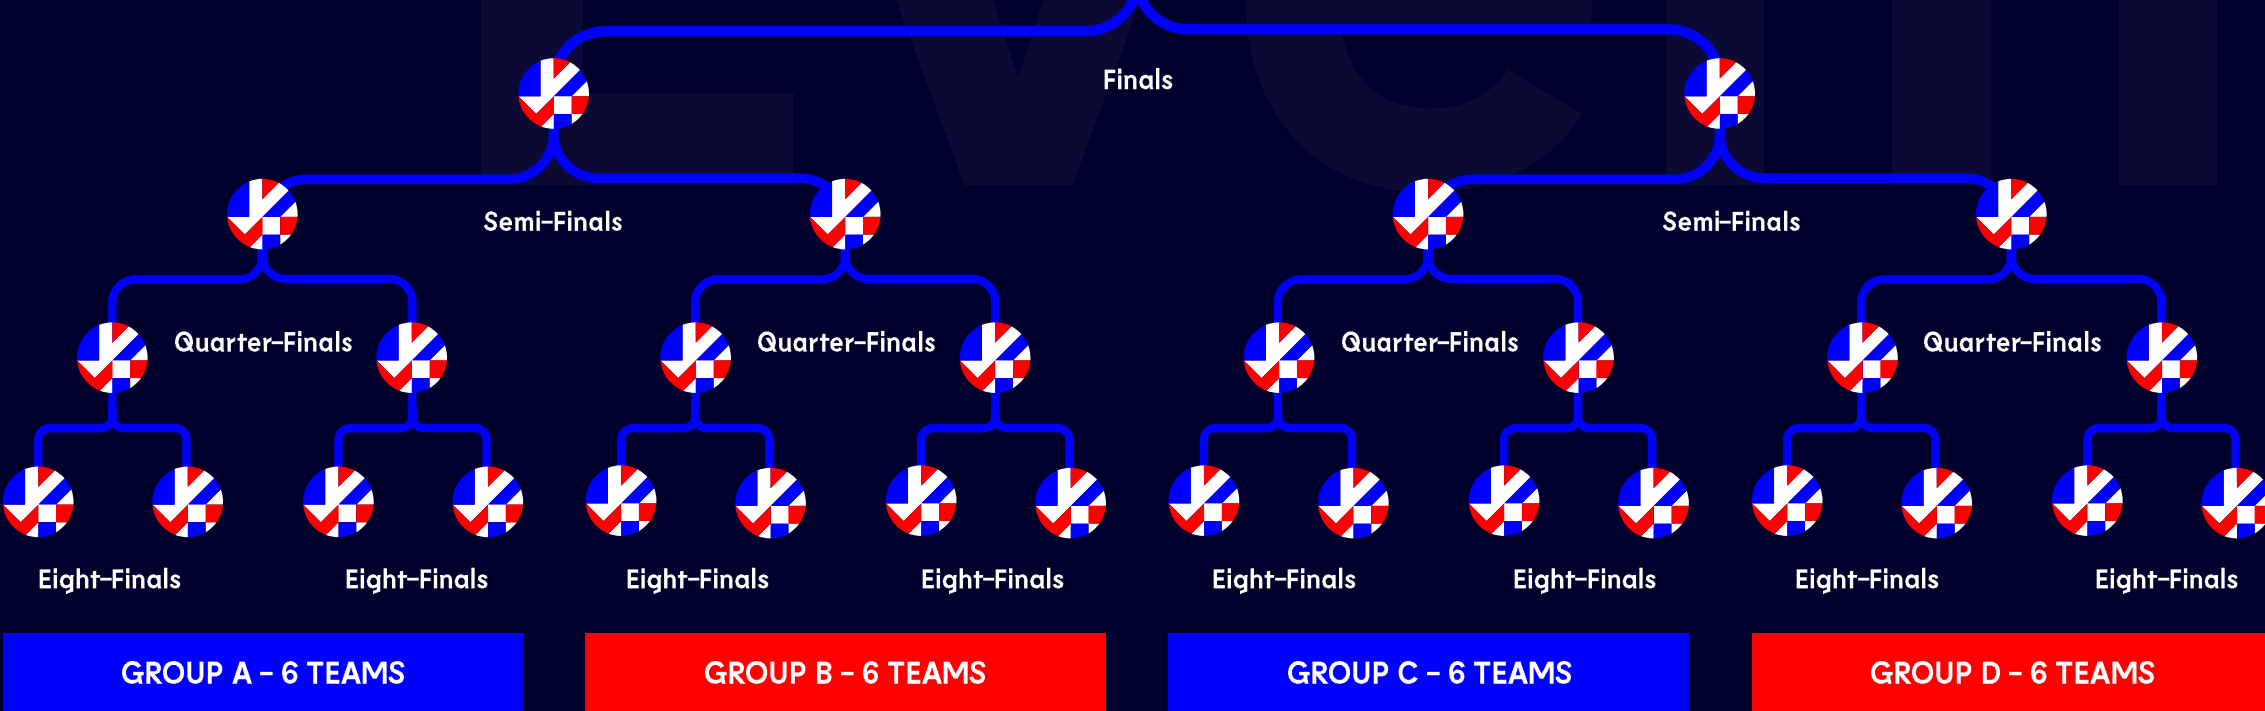 Finals
Semi-Finals
Semi-Finals
Quarter-Finals
Quarter-Finals
Quarter-Finals
Quarter-Finals
Eight-Finals
Eight-Finals
Eight-Finals
Eight-Finals
Eight-Finals
Eight-Finals
Eight-Finals
Eight-Finals
GROUP A - 6 TEAMS
GROUP B - 6 TEAMS
GROUP C - 6 TEAMS
GROUP D - 6 TEAMS